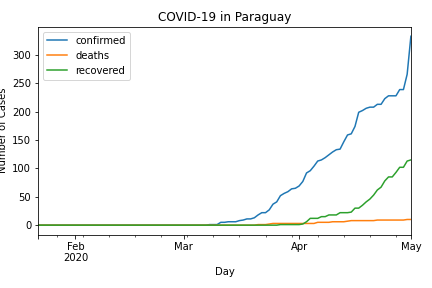 COVID-19 in Paraguay
confirmed
deaths
recovered
350
300
250
200
150
100
50
0
Number of Cases
Feb
2020
Mar
Apr
May
Day